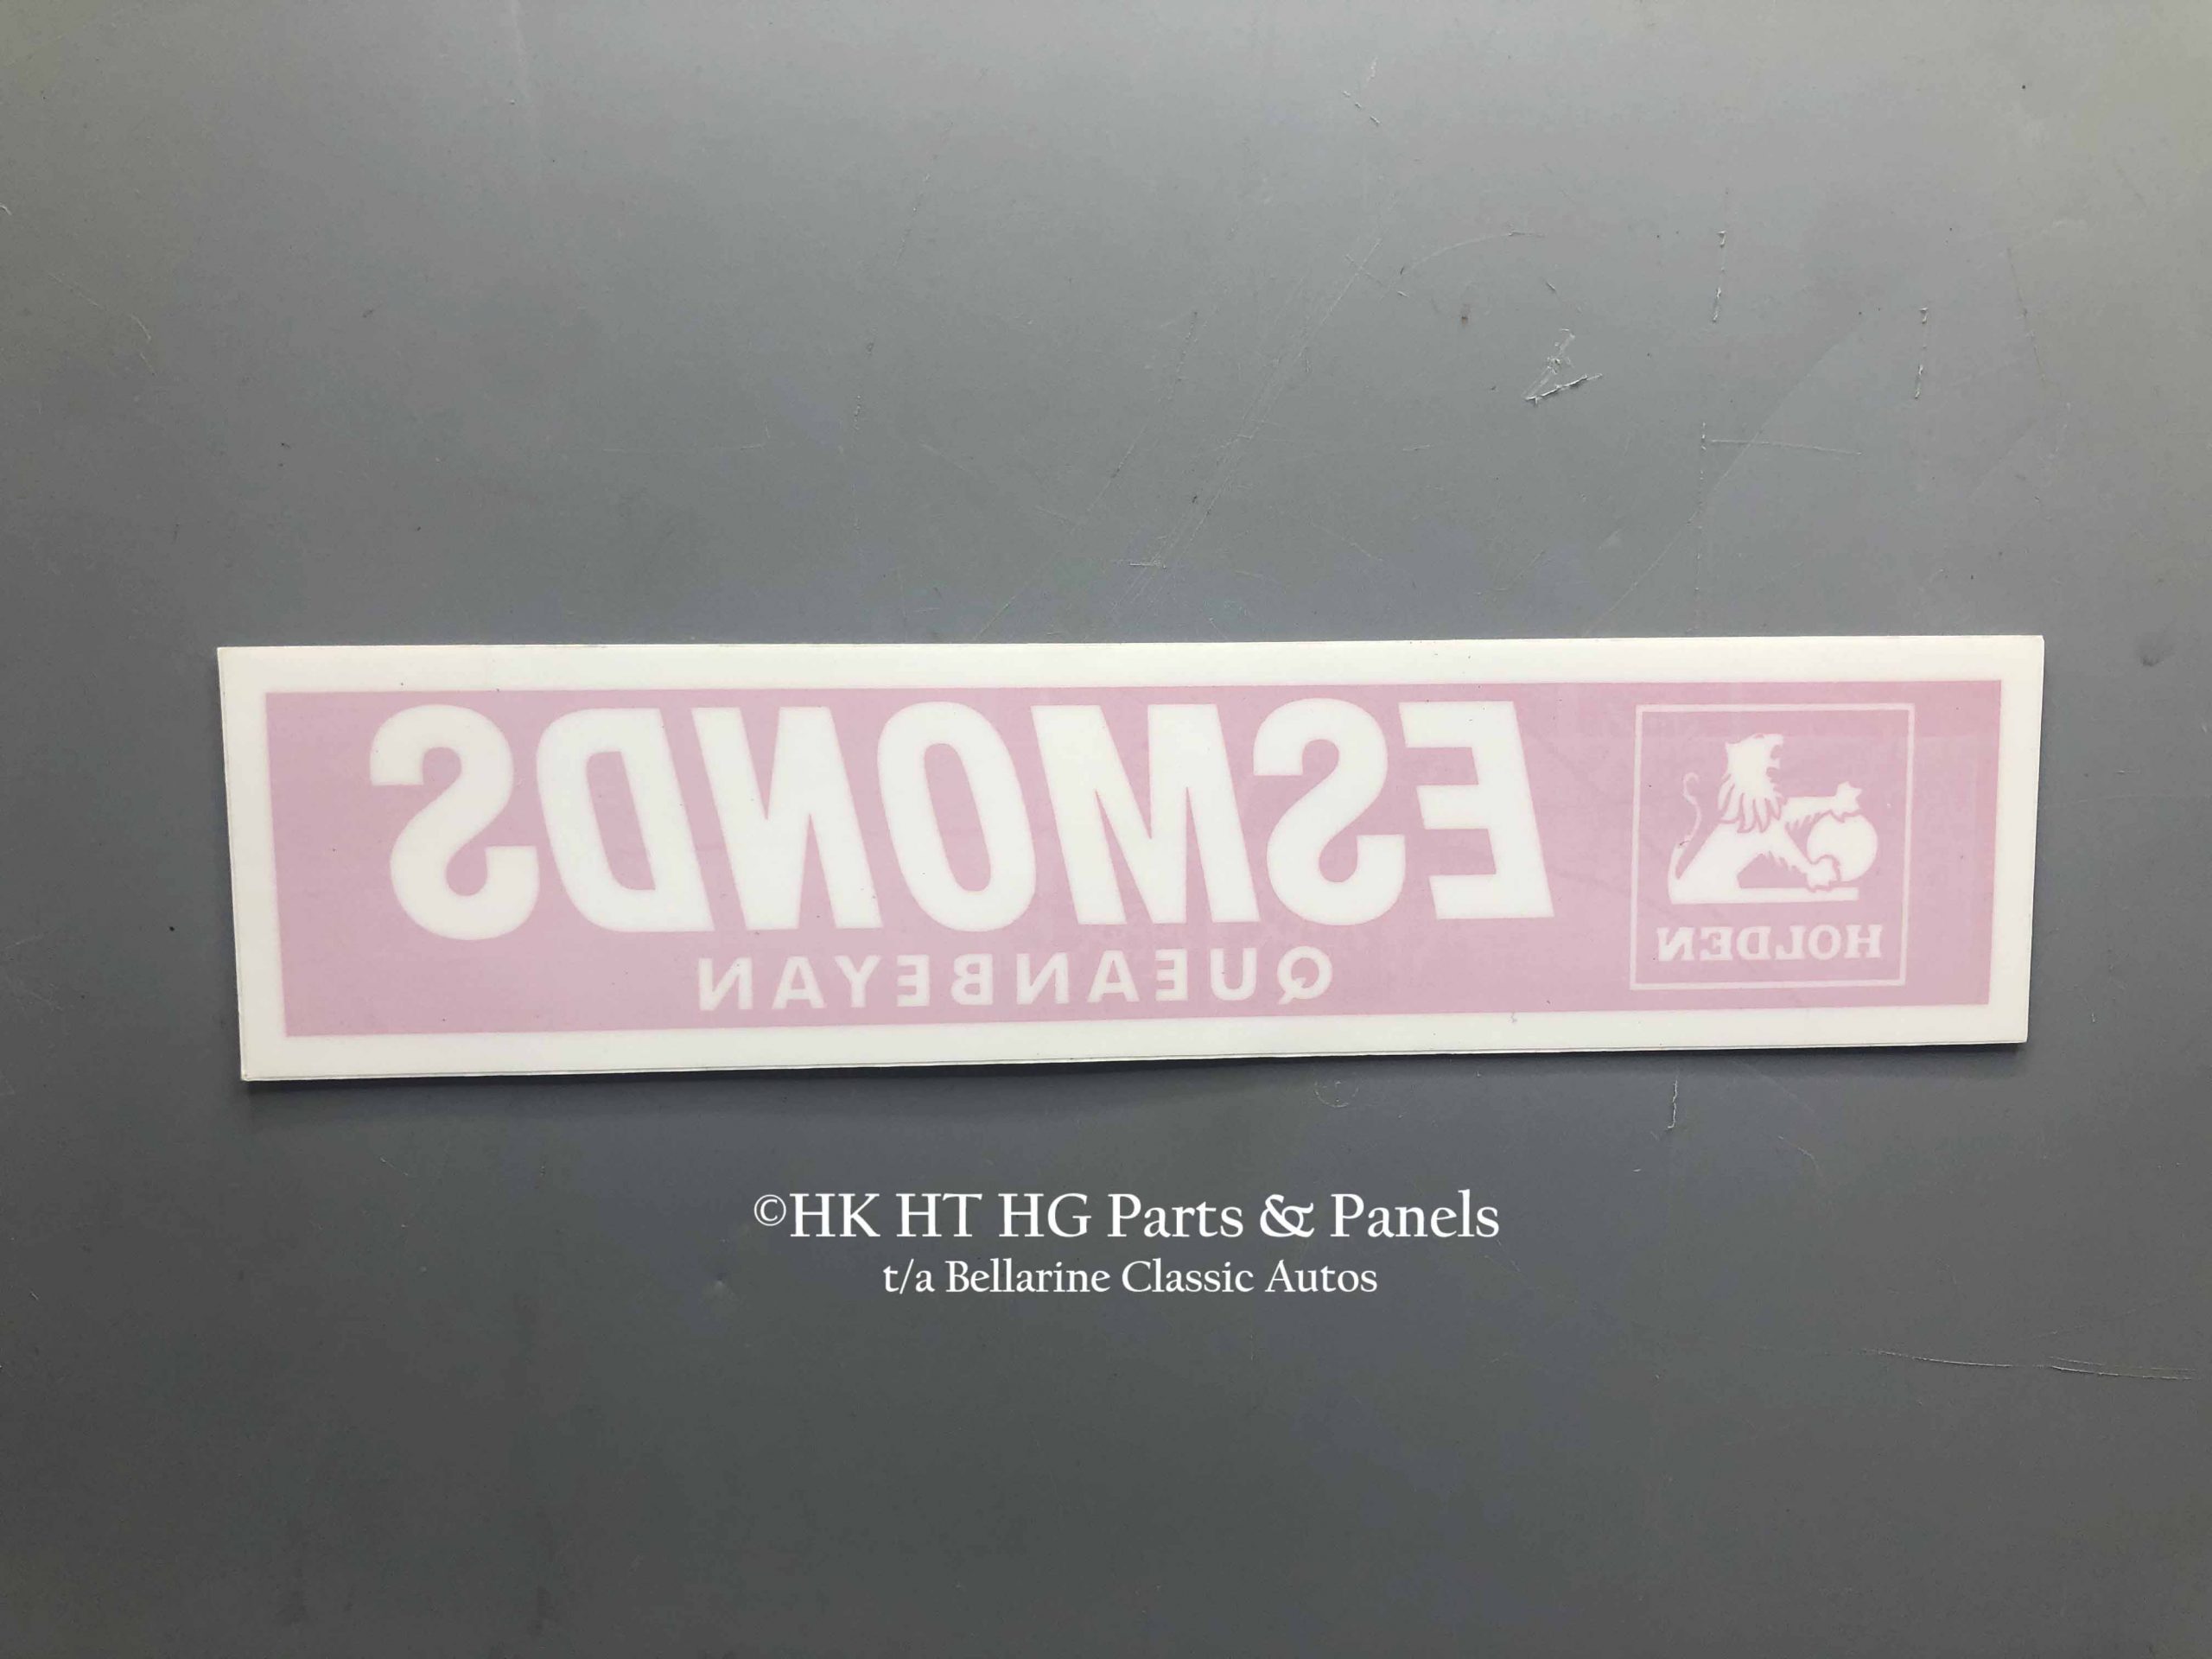 ESMONDS
QUEANBEYAN
HOLDEN
©HK HT HG Parts & Panels
t/a Bellarine Classic Autos